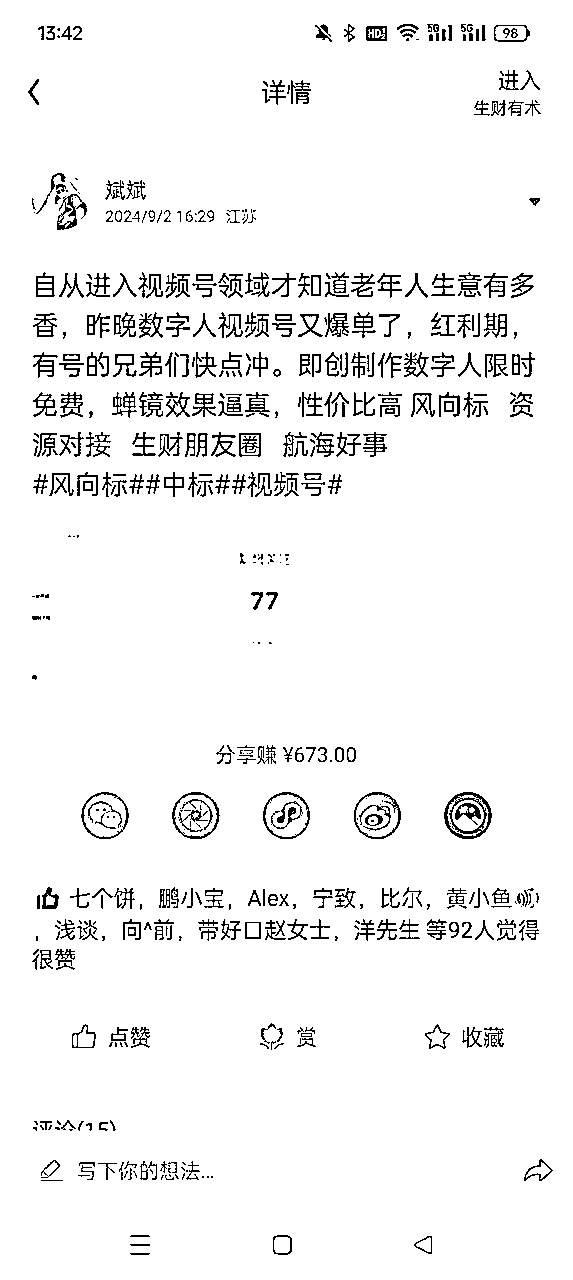 13:42
HD 5G 5G 98
详情
进入
生财有术
斌斌
2024/9/2 16:29 江苏
自从进入视频号领域才知道老年人生意有多
香，昨晚数字人视频号又爆单了，红利期，
有号的兄弟们快点冲。即创制作数字人限时
免费，蝉镜效果逼真，性价比高 风向标 资
源对接 生财朋友圈 航海好事
#风向标##中标##视频号#
77
分享赚 ¥673.00
七个饼，鹏小宝，Alex，宁致，比尔，黄小鱼
，浅谈，向^前，带好口赵女士，洋先生 等92人觉得
很赞
点赞
赏
收藏
评论(15)
写下你的想法...